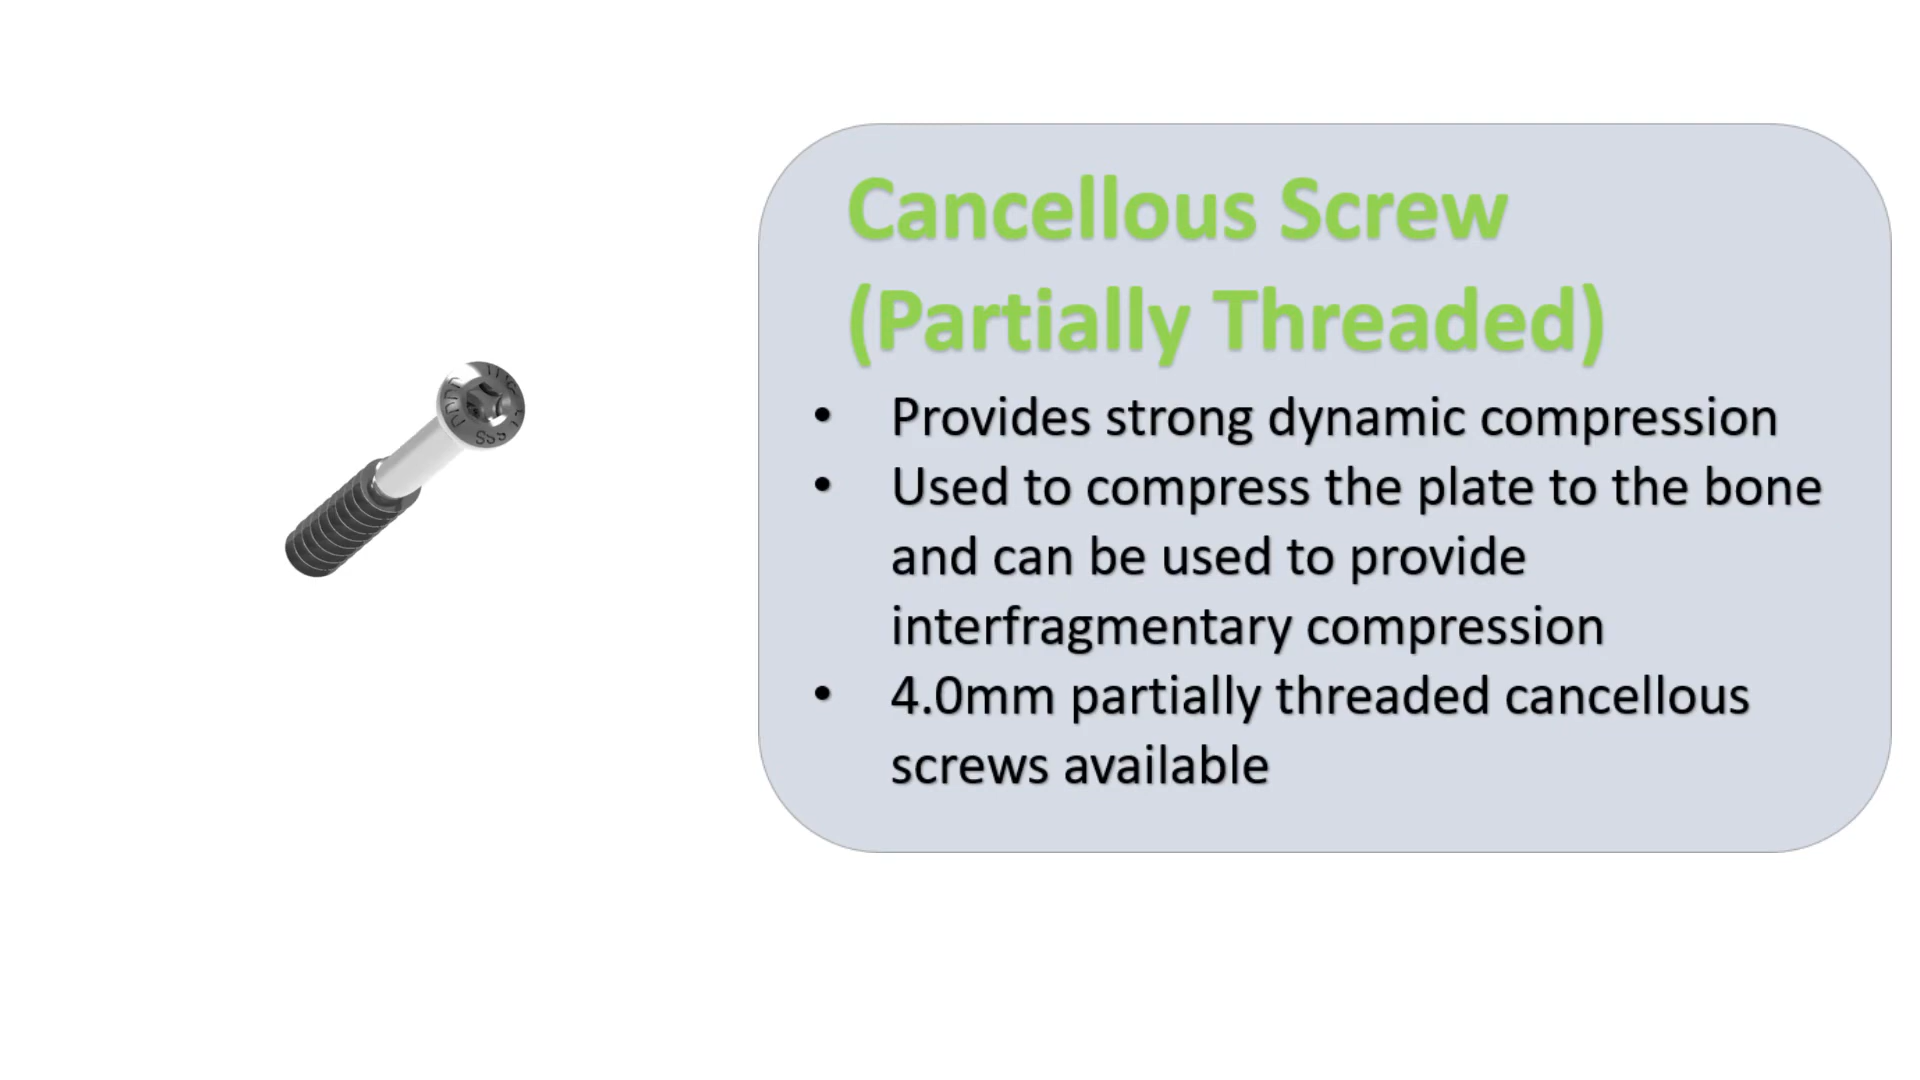 Cancellous Screw
(Partially Threaded)
• Provides strong dynamic compression
• Used to compress the plate to the bone
and can be used to provide
interfragmentary compression
• 4.0mm partially threaded cancellous
screws available